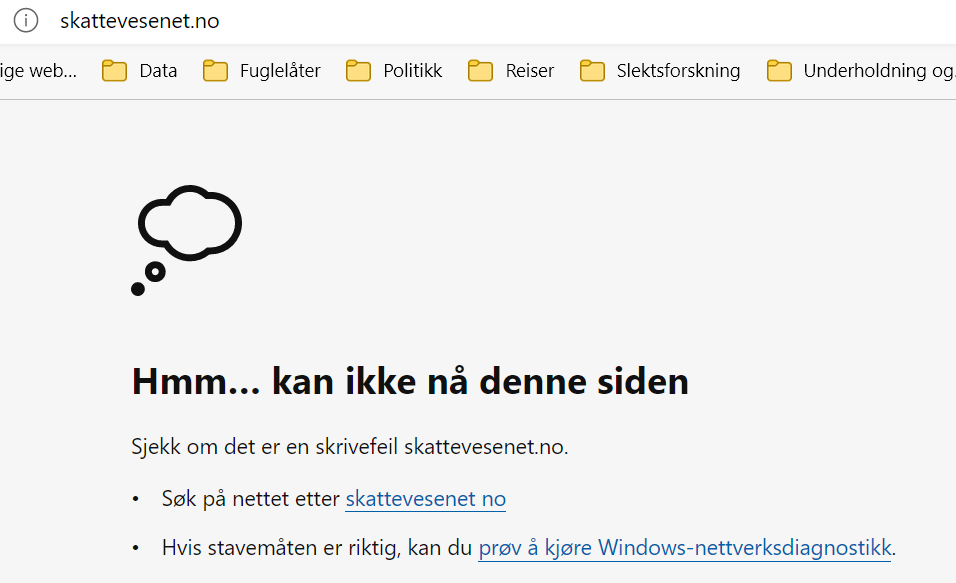 skattevesenet.no
ige web... Data Fuglelåter Politikk Reiser Slektsforskning Underholdning og.
Hmm... kan ikke nå denne siden
Sjekk om det er en skrivefeil skattevesenet.no.
• Søk på nettet etter skattevesenet no
• Hvis stavemåten er riktig, kan du prøv å kjøre Windows-nettverksdiagnostikk.